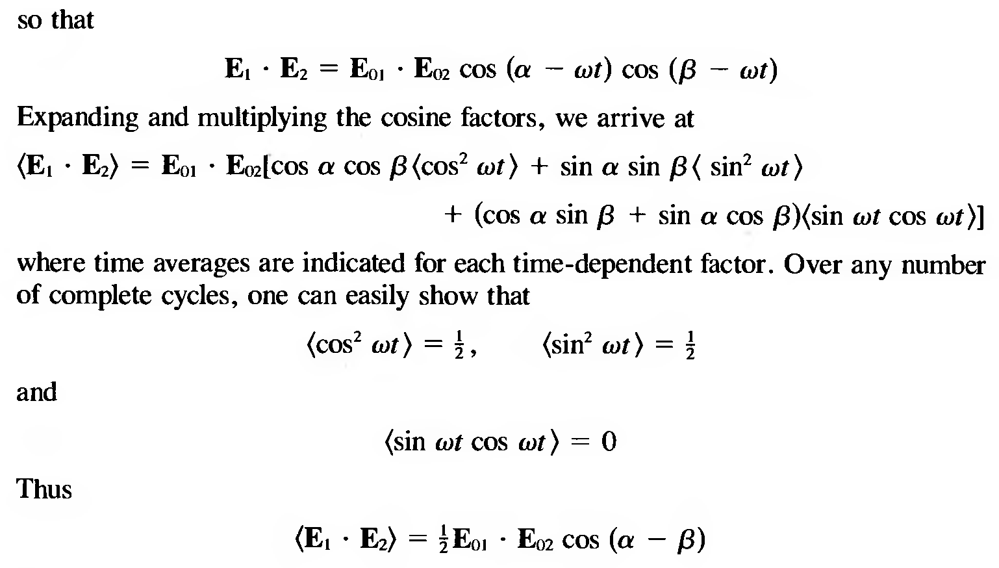 so that
E₁ · E₂ = E₀₁ · E₀₂ cos (α − ωt) cos (β − ωt)
Expanding and multiplying the cosine factors, we arrive at
⟨E₁ · E₂⟩ = E₀₁ · E₀₂[cos α cos β⟨cos² ωt⟩ + sin α sin β⟨ sin² ωt⟩
+ (cos α sin β + sin α cos β)⟨sin ωt cos ωt⟩]
where time averages are indicated for each time-dependent factor. Over any number
of complete cycles, one can easily show that
⟨cos² ωt⟩ = ½, ⟨sin² ωt⟩ = ½
and
⟨sin ωt cos ωt⟩ = 0
Thus
⟨E₁ · E₂⟩ = ½E₀₁ · E₀₂ cos (α − β)